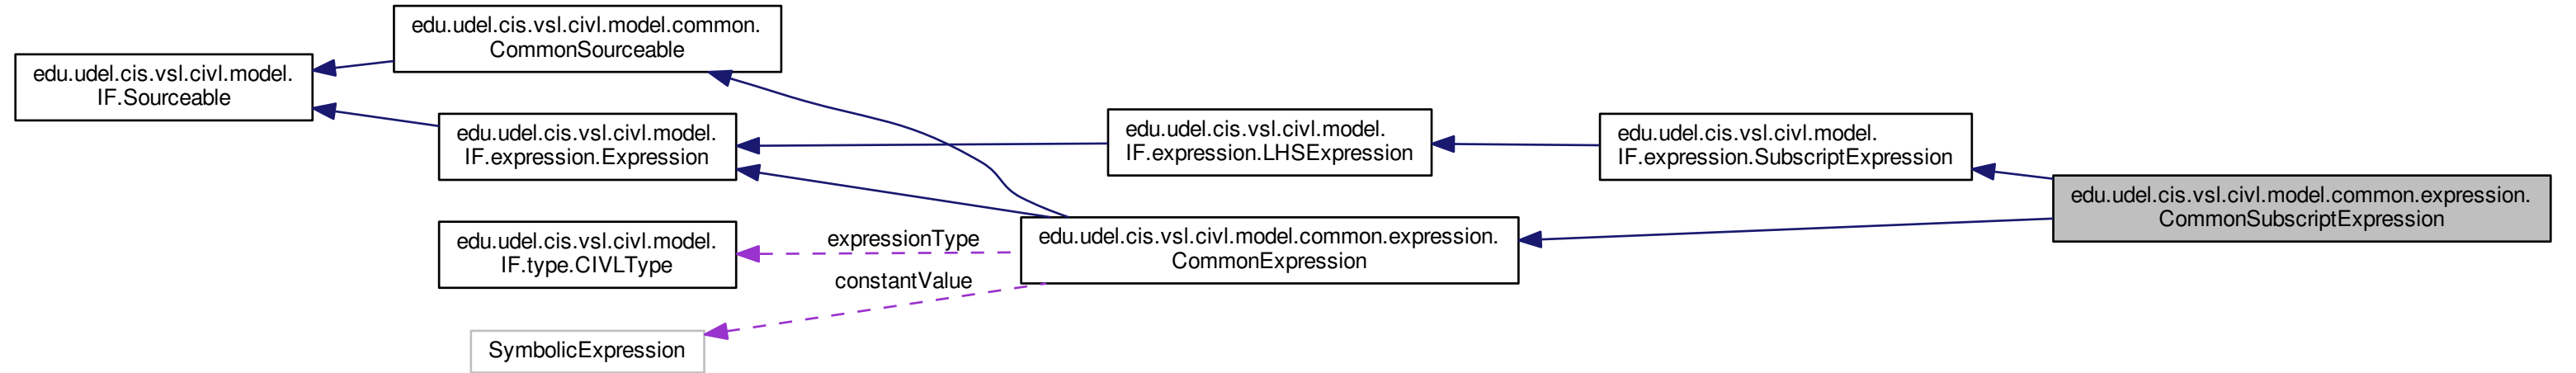 edu.udel.cis.vsl.civl.model.common.
CommonSourceable
edu.udel.cis.vsl.civl.model.
IF.Sourceable
edu.udel.cis.vsl.civl.model.
IF.expression.Expression
edu.udel.cis.vsl.civl.model.
IF.expression.LHSExpression
edu.udel.cis.vsl.civl.model.
IF.expression.SubscriptExpression
edu.udel.cis.vsl.civl.model.common.expression.
CommonSubscriptExpression
edu.udel.cis.vsl.civl.model.
IF.type.CIVLType
expressionType
edu.udel.cis.vsl.civl.model.common.expression.
CommonExpression
constantValue
SymbolicExpression